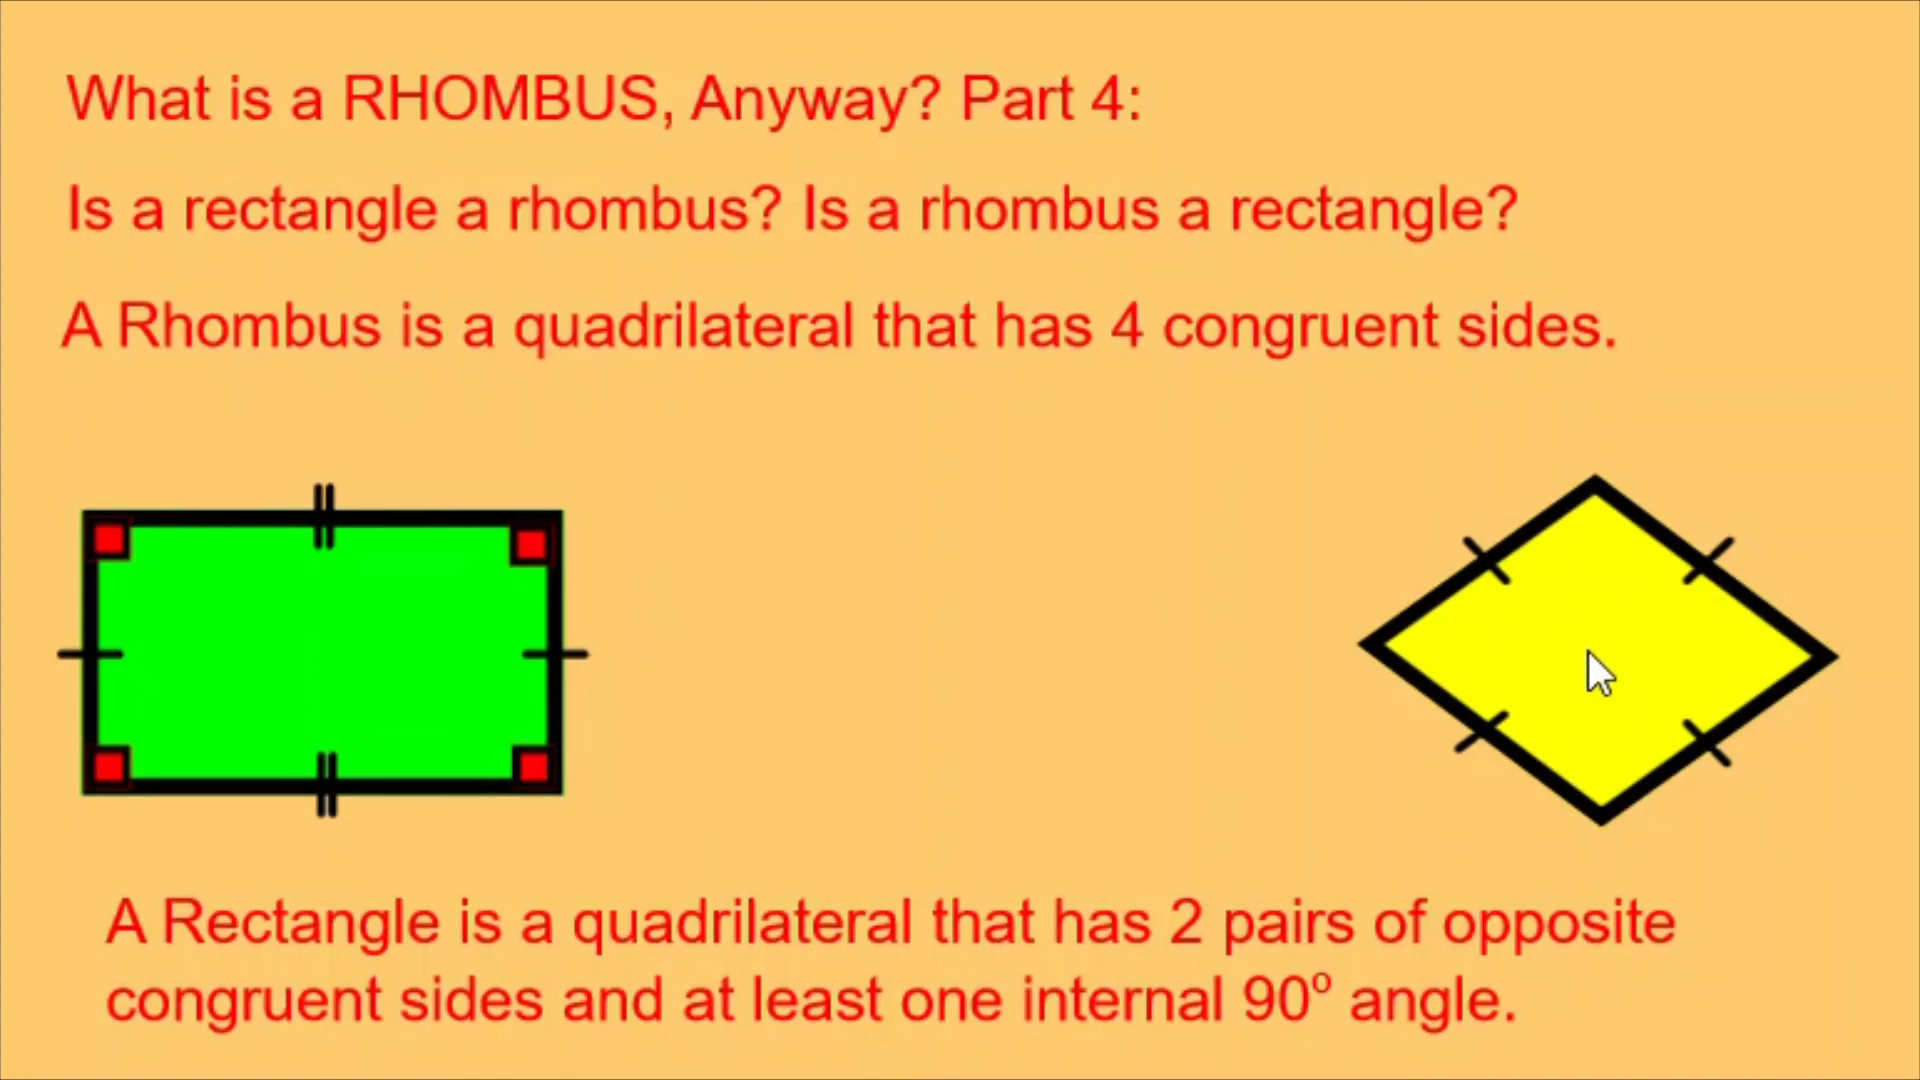 What is a RHOMBUS, Anyway? Part 4:
Is a rectangle a rhombus? Is a rhombus a rectangle?
A Rhombus is a quadrilateral that has 4 congruent sides.
A Rectangle is a quadrilateral that has 2 pairs of opposite
congruent sides and at least one internal 90º angle.